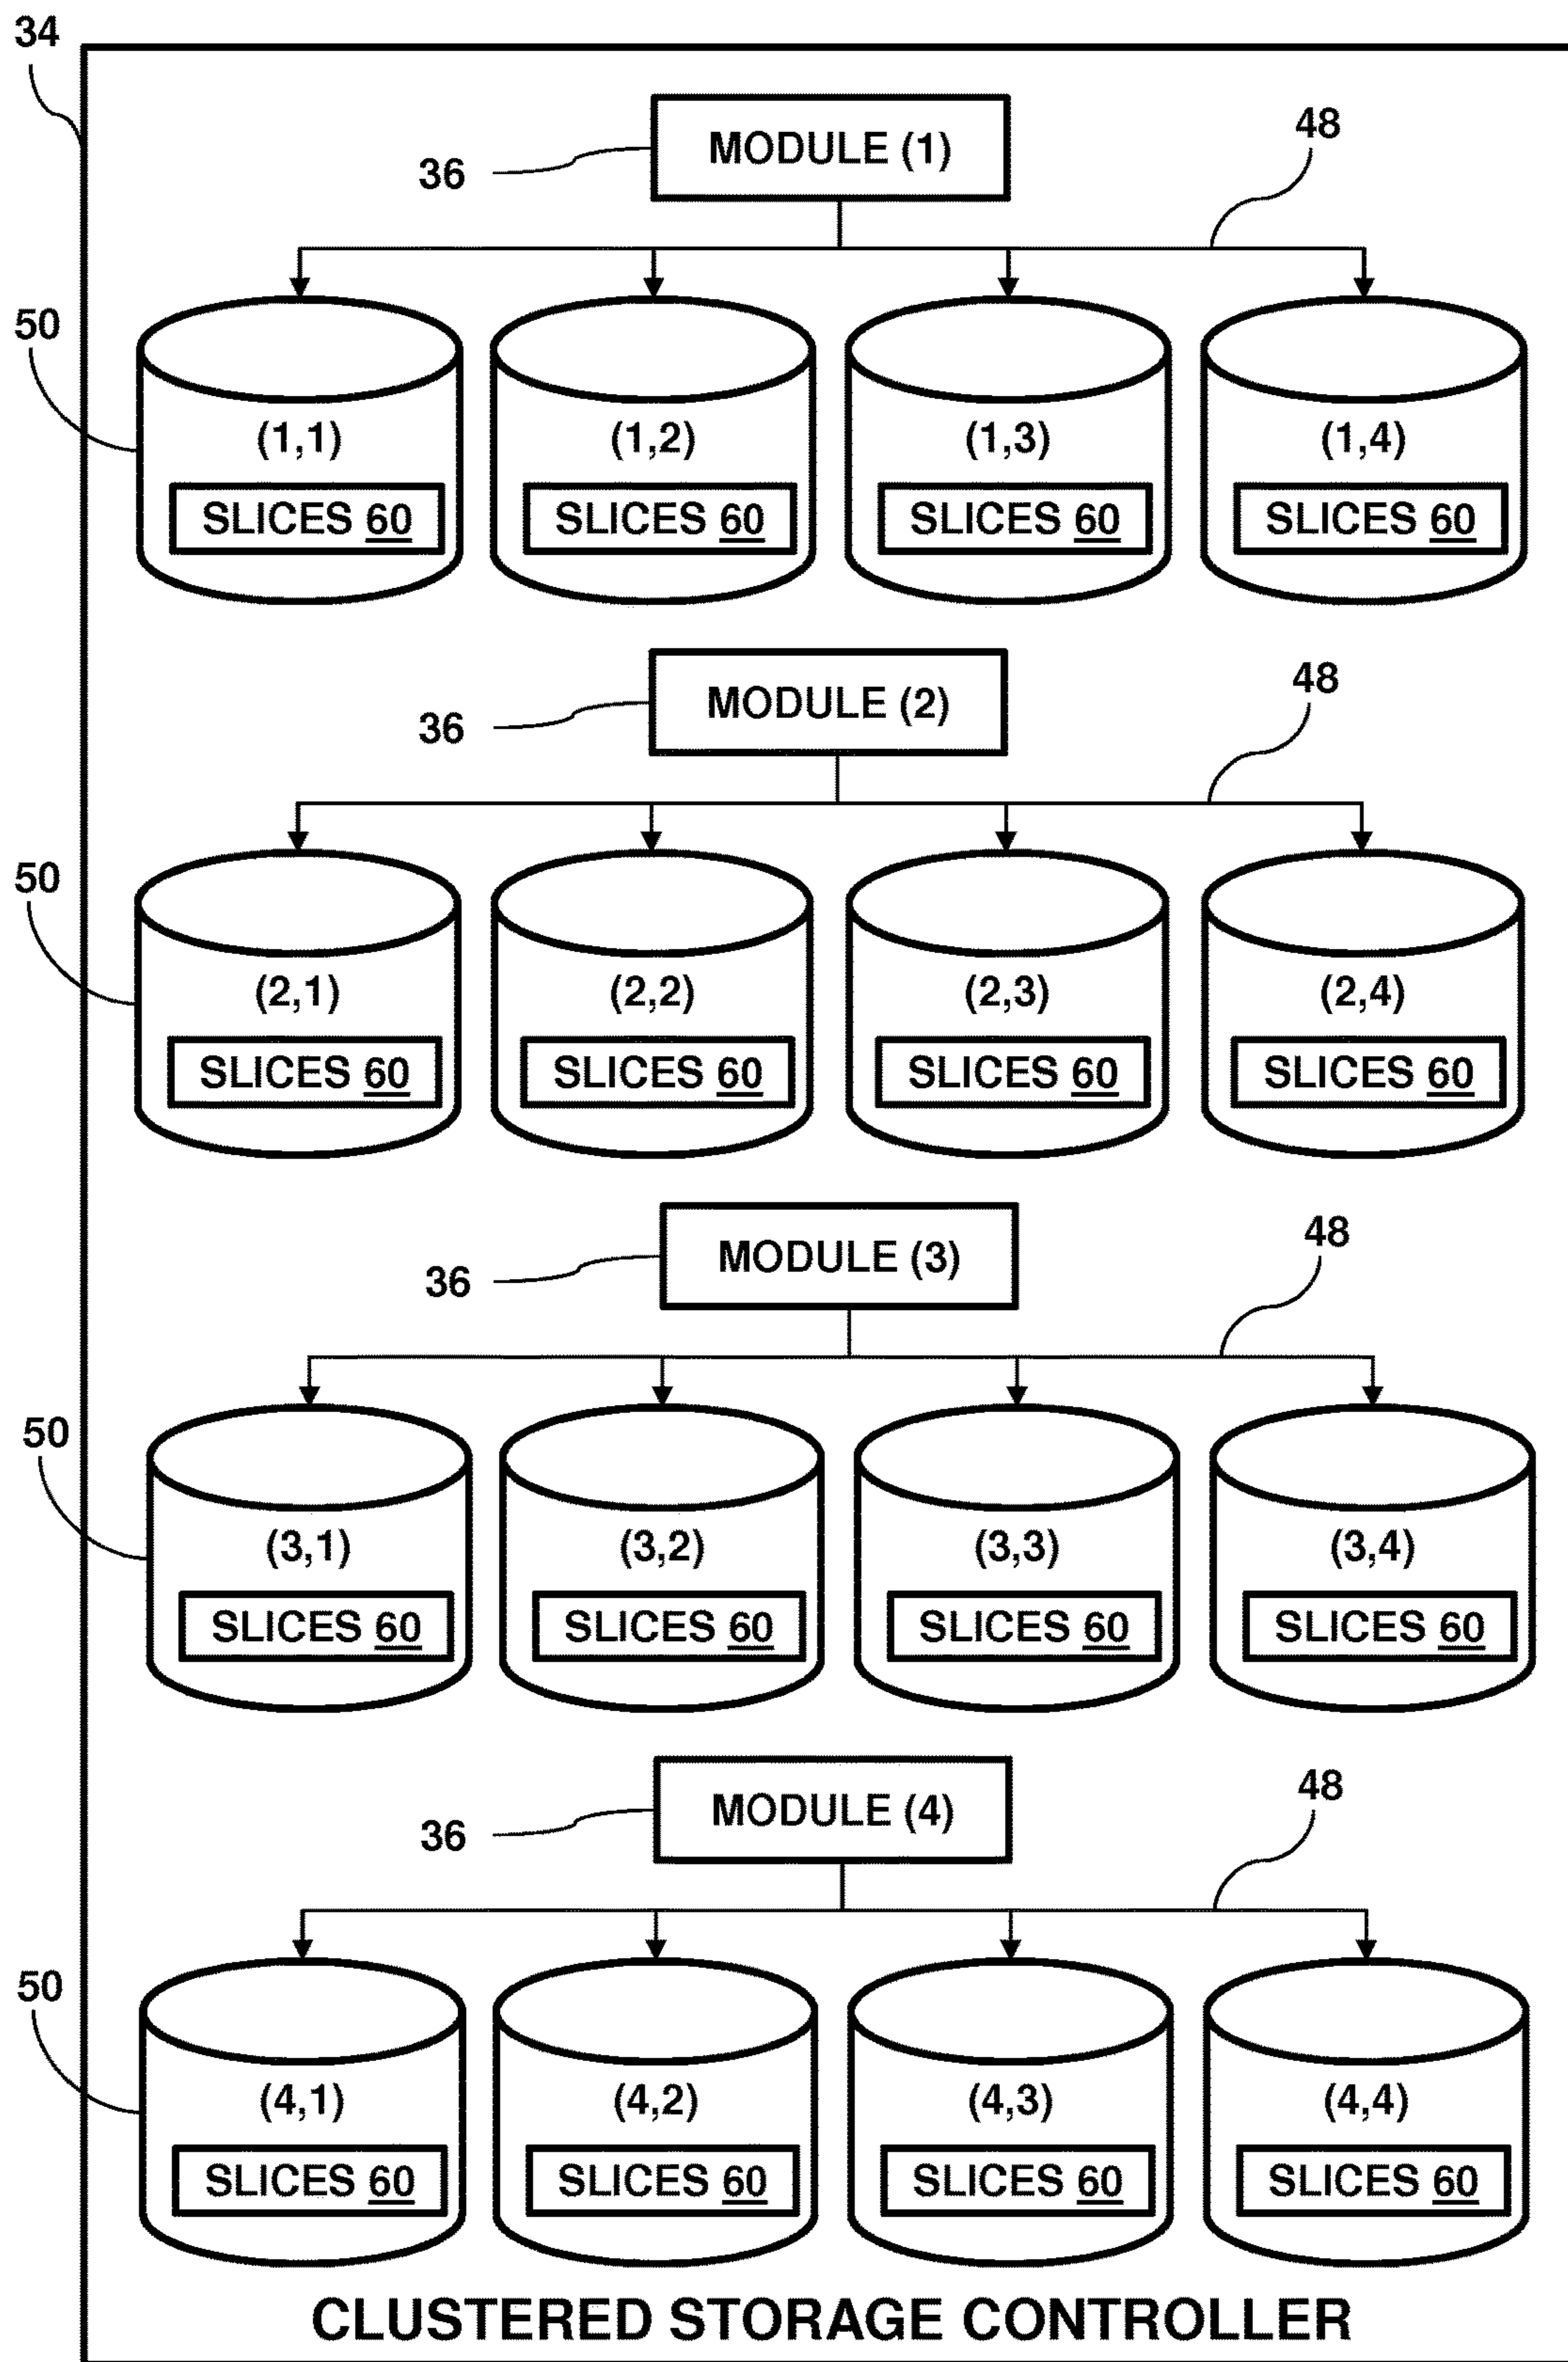 34
MODULE (1)
48
36
50
(1,1) (1,2) (1,3) (1,4)
SLICES 60 SLICES 60 SLICES 60 SLICES 60
MODULE (2)
48
36
50
(2,1) (2,2) (2,3) (2,4)
SLICES 60 SLICES 60 SLICES 60 SLICES 60
MODULE (3)
48
36
50
(3,1) (3,2) (3,3) (3,4)
SLICES 60 SLICES 60 SLICES 60 SLICES 60
MODULE (4)
48
36
50
(4,1) (4,2) (4,3) (4,4)
SLICES 60 SLICES 60 SLICES 60 SLICES 60
CLUSTERED STORAGE CONTROLLER